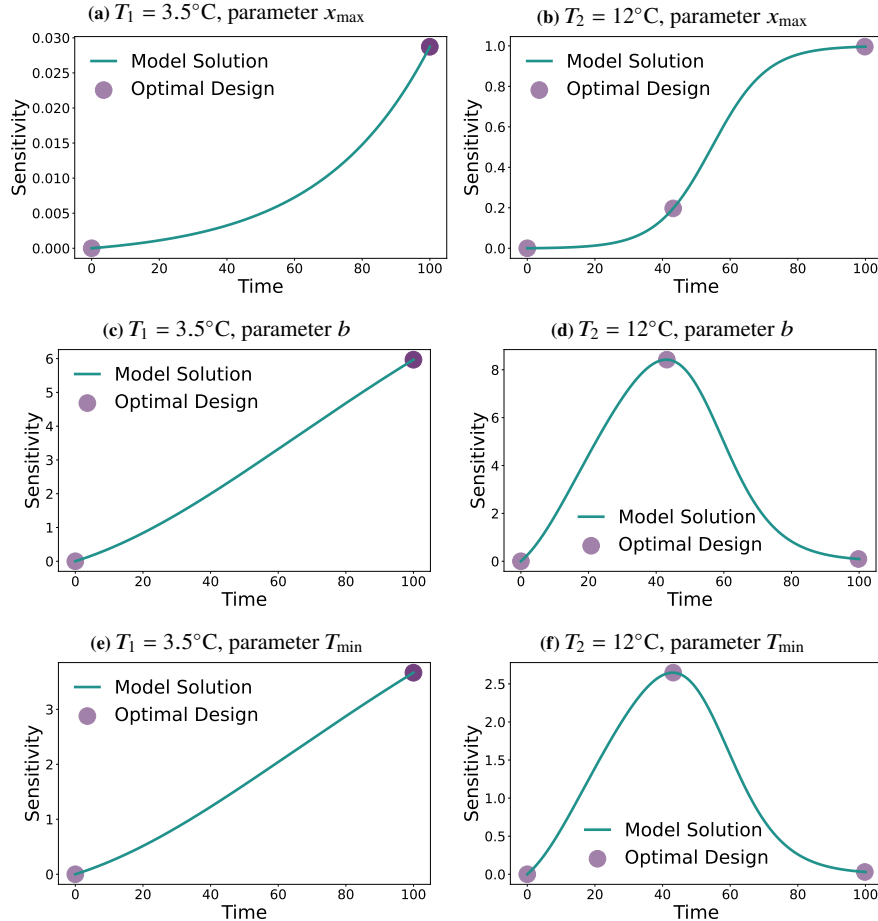 (a) T₁ = 3.5°C, parameter x_max
0.030
0.025
0.020
0.015
0.010
0.005
0.000
Sensitivity
Model Solution
Optimal Design
0 20 40 60 80 100
Time
(b) T₂ = 12°C, parameter x_max
1.0
0.8
0.6
0.4
0.2
0.0
Sensitivity
Model Solution
Optimal Design
0 20 40 60 80 100
Time
(c) T₁ = 3.5°C, parameter b
6
5
4
3
2
1
0
Sensitivity
Model Solution
Optimal Design
0 20 40 60 80 100
Time
(d) T₂ = 12°C, parameter b
8
6
4
2
0
Sensitivity
Model Solution
Optimal Design
0 20 40 60 80 100
Time
(e) T₁ = 3.5°C, parameter T_min
3
2
1
0
Sensitivity
Model Solution
Optimal Design
0 20 40 60 80 100
Time
(f) T₂ = 12°C, parameter T_min
2.5
2.0
1.5
1.0
0.5
0.0
Sensitivity
Model Solution
Optimal Design
0 20 40 60 80 100
Time